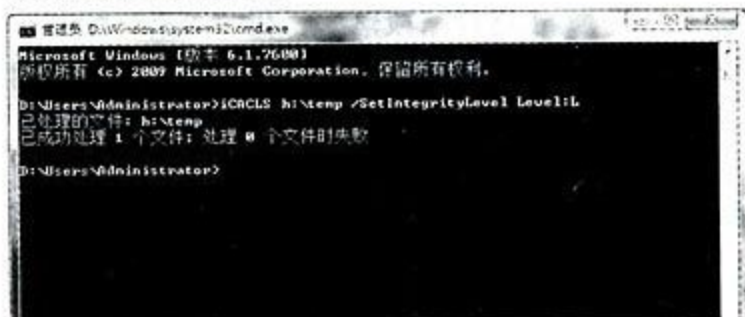 管理员: D:\Windows\system32\cmd.exe
Microsoft Windows [版本 6.1.7600]
版权所有 (c) 2009 Microsoft Corporation。保留所有权利。
D:\Users\Administrator>iCACLS h:\temp /SetIntegrityLevel Level:L
已处理的文件: h:\temp
已成功处理 1 个文件; 处理 0 个文件时失败
D:\Users\Administrator>